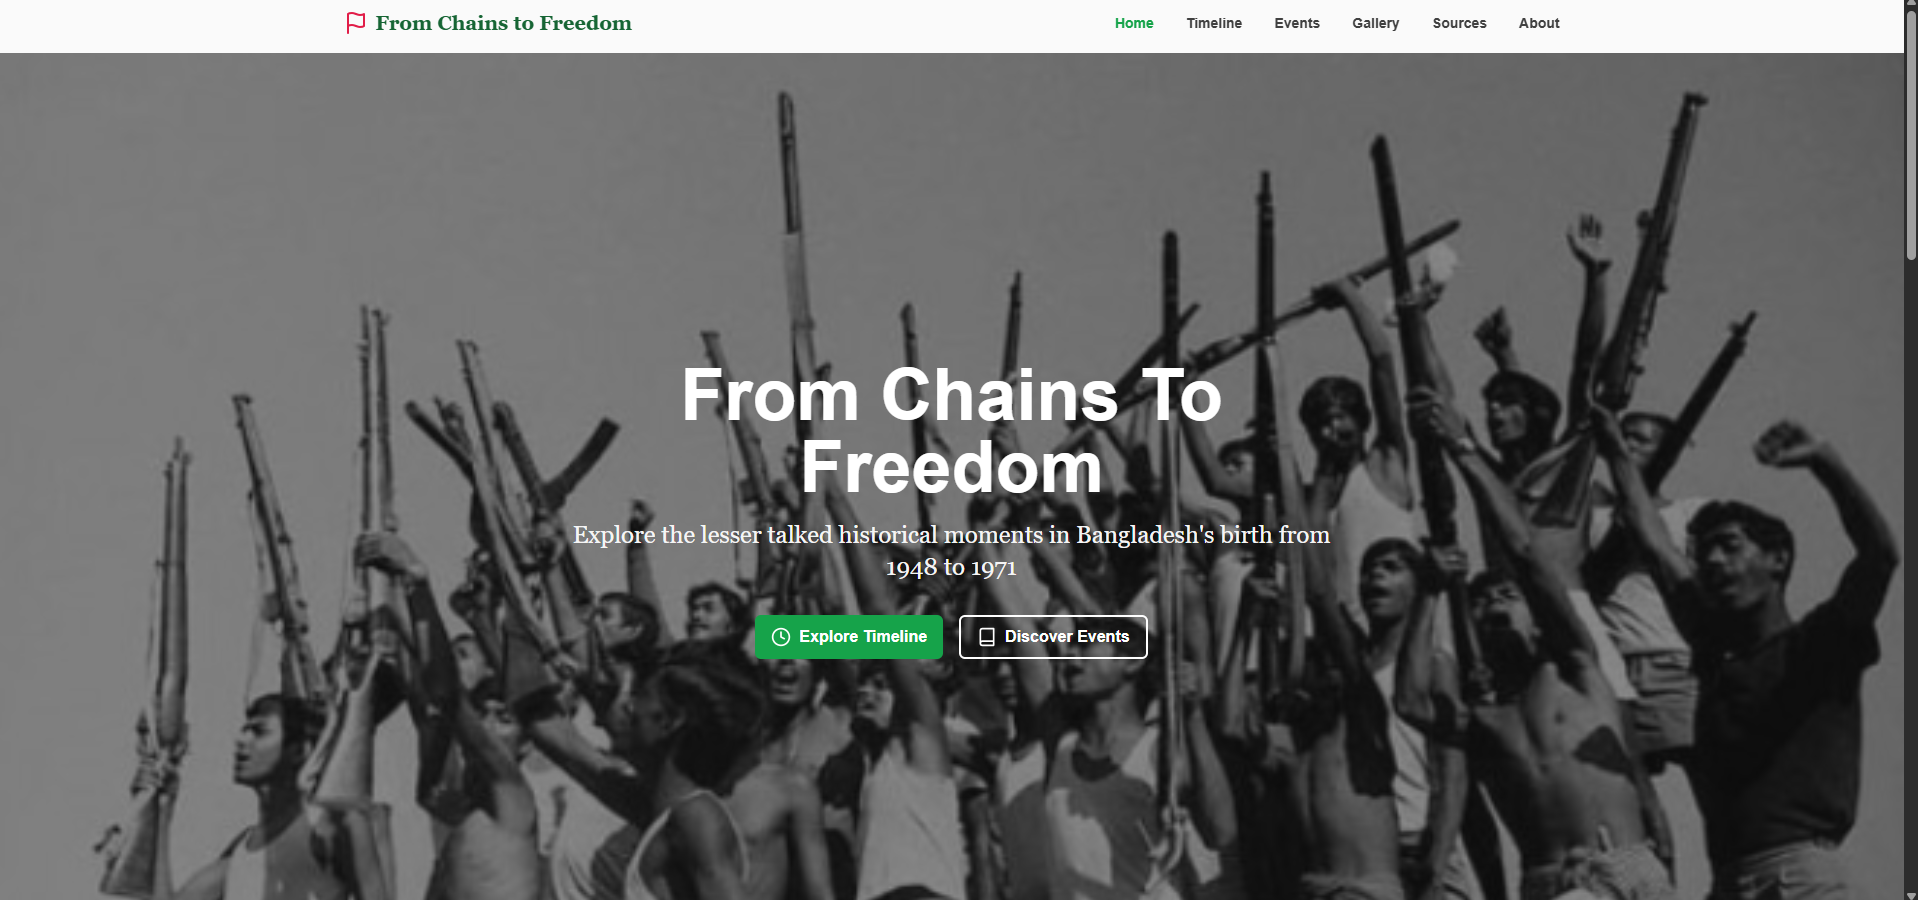 From Chains to Freedom
Home Timeline Events Gallery Sources About
From Chains To
Freedom
Explore the lesser talked historical moments in Bangladesh's birth from
1948 to 1971
Explore Timeline
Discover Events